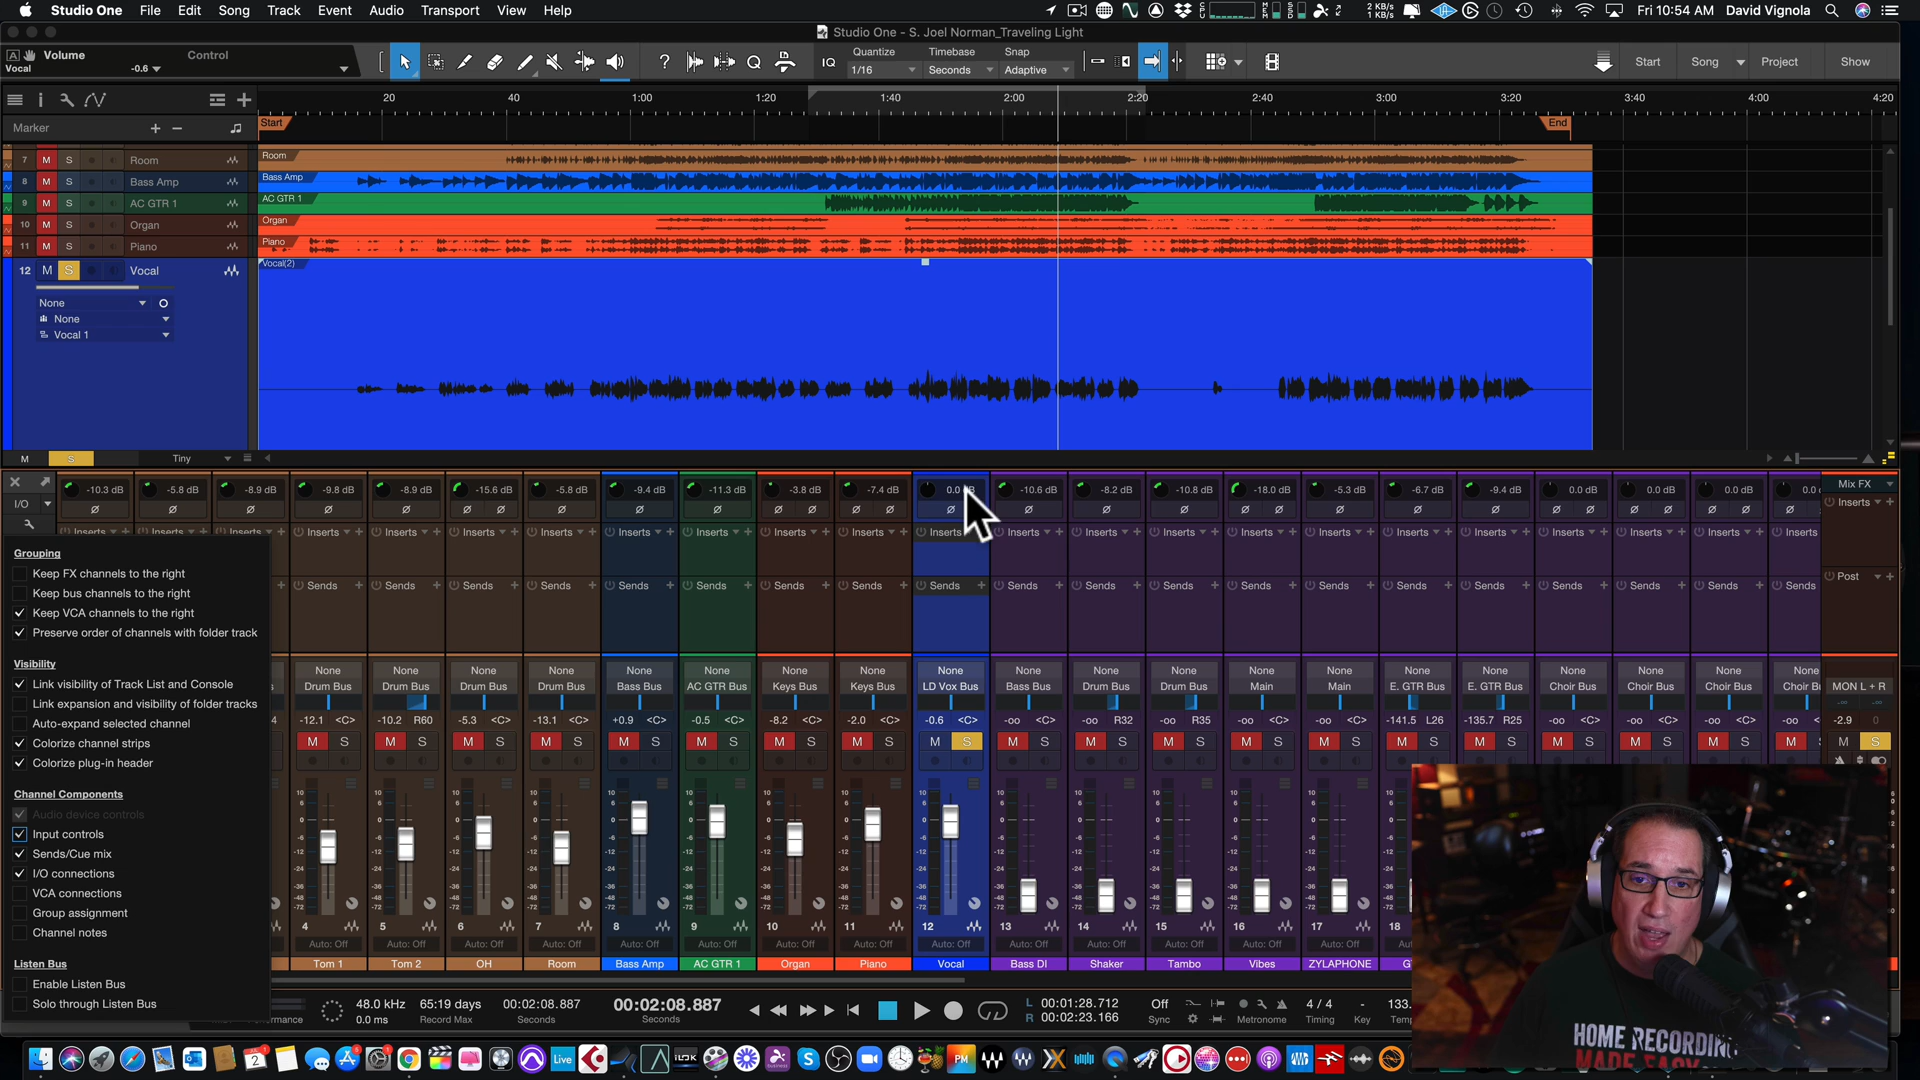 Studio One File Edit Song Track Event Audio Transport View Help
2 KB/s
1 KB/s
Fri 10:54 AM David Vignola
Studio One - S. Joel Norman_Traveling Light
Volume Control
Vocal -0.6
Quantize Timebase Snap
IQ 1/16 Seconds Adaptive
Start Song Project Show
20 40 1:00 1:20 1:40 2:00 2:20 2:40 3:00 3:20 3:40 4:00 4:20
Marker + −
Start End
7 M S Room
Room
8 M S Bass Amp
Bass Amp
9 M S AC GTR 1
AC GTR 1
10 M S Organ
Organ
11 M S Piano
Piano
12 M S Vocal
Vocal(2)
None
None
Vocal 1
M S Tiny
-10.3 dB -5.8 dB -8.9 dB -9.8 dB -8.9 dB -15.6 dB -5.8 dB -9.4 dB -11.3 dB -3.8 dB -7.4 dB 0.0 dB -10.6 dB -8.2 dB -10.8 dB -18.0 dB -5.3 dB -6.7 dB -9.4 dB 0.0 dB 0.0 dB 0.0 dB Mix FX
I/O
Inserts Inserts Inserts Inserts Inserts Inserts Inserts Inserts Inserts Inserts Inserts Inserts Inserts Inserts Inserts Inserts Inserts Inserts Inserts Inserts Inserts Inserts Inserts Inserts
Grouping
Keep FX channels to the right
Keep bus channels to the right
Keep VCA channels to the right
Preserve order of channels with folder track
Visibility
Link visibility of Track List and Console
Link expansion and visibility of folder tracks
Auto-expand selected channel
Colorize channel strips
Colorize plug-in header
Channel Components
Audio device controls
Input controls
Sends/Cue mix
I/O connections
VCA connections
Group assignment
Channel notes
Listen Bus
Enable Listen Bus
Solo through Listen Bus
Sends Sends Sends Sends Sends Sends Sends Sends Sends Sends Sends Sends Sends Sends Sends Sends Sends Sends Sends Sends Post
None None None None None None None None None None None None None None None None None None None None
Drum Bus Drum Bus Drum Bus Drum Bus Bass Bus AC GTR Bus Keys Bus Keys Bus LD Vox Bus Bass Bus Drum Bus Drum Bus Main Main E. GTR Bus E. GTR Bus Choir Bus Choir Bus Choir Bus MON L + R
-12.1 <C> -10.2 R60 -5.3 <C> -13.1 <C> +0.9 <C> -0.5 <C> -8.2 <C> -2.0 <C> -0.6 <C> -oo <C> -oo R32 -oo R35 -oo <C> -oo <C> -141.5 L26 -135.7 R25 -oo <C> -oo <C> -oo <C> -oo -2.9 0
M S M S M S M S M S M S M S M S M S M S M S M S M S M S M S M S M S M S M S M M S
4 5 6 7 8 9 10 11 12 13 14 15 16 17 18
Auto: Off Auto: Off Auto: Off Auto: Off Auto: Off Auto: Off Auto: Off Auto: Off Auto: Off Auto: Off Auto: Off Auto: Off Auto: Off Auto: Off
Tom 1 Tom 2 OH Room Bass Amp AC GTR 1 Organ Piano Vocal Bass DI Shaker Tambo Vibes ZYLAPHONE
48.0 kHz 65:19 days 00:02:08.887 00:02:08.887 L 00:01:28.712 Off 4 / 4 - 133.
0.0 ms Record Max Seconds Seconds R 00:02:23.166 Sync Metronome Timing Key
HOME RECORDING
MADE EASY